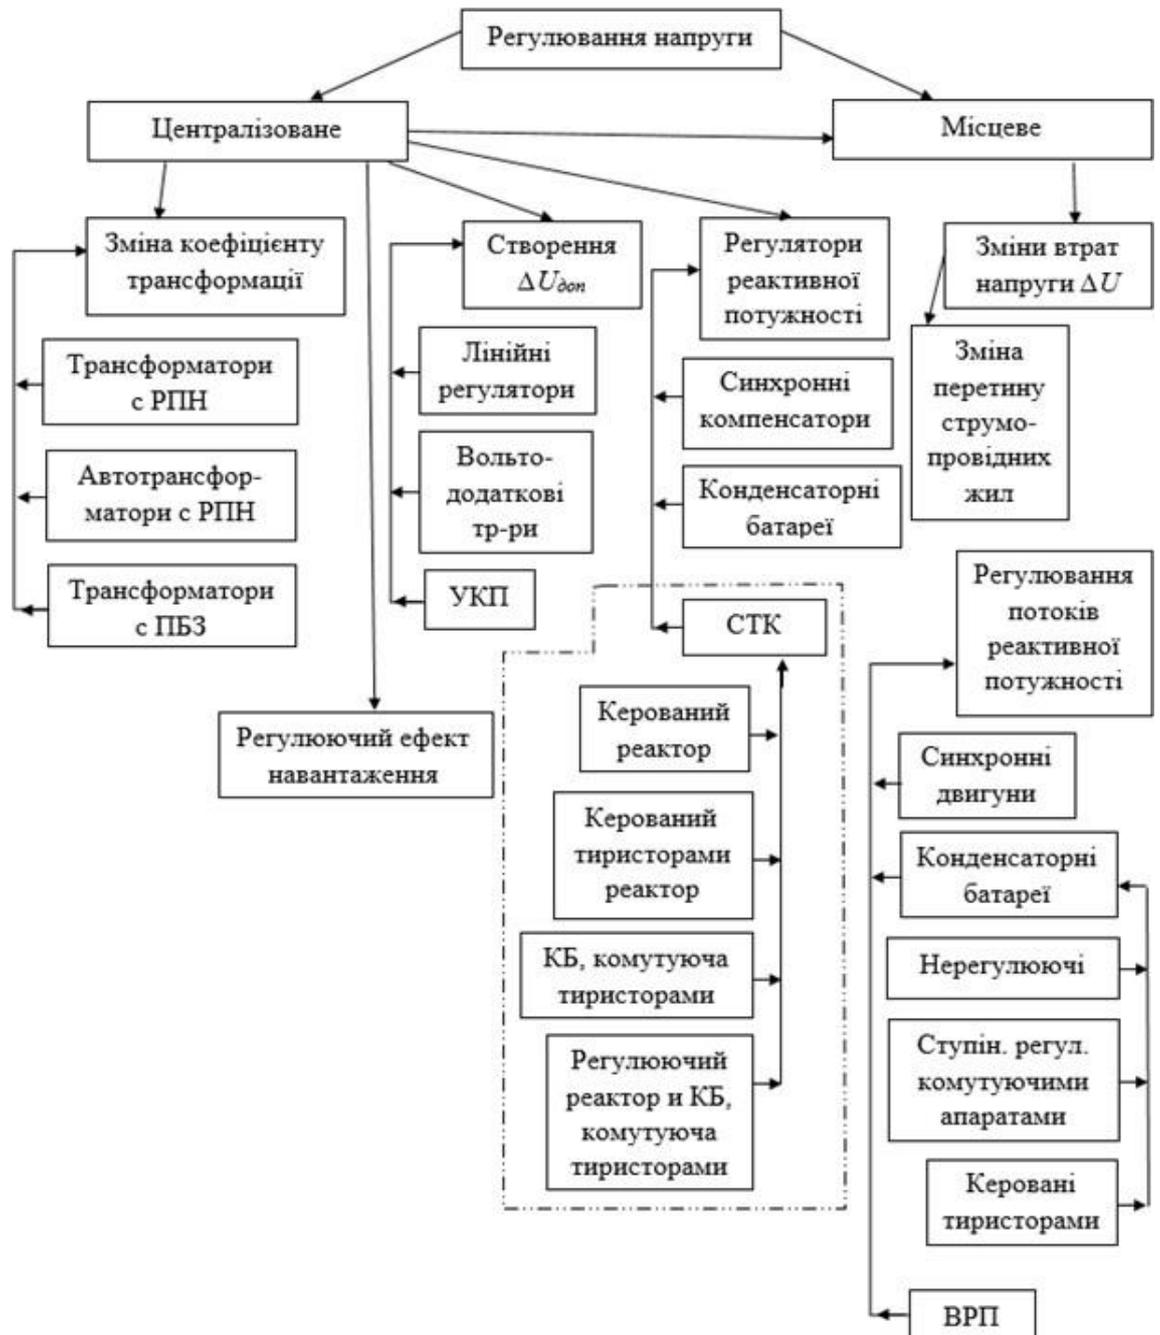 Регулювання напруги
Централізоване
Місцеве
Зміна коефіцієнту
трансформації
Створення
ΔUдоп
Регулятори
реактивної
потужності
Зміни втрат
напруги ΔU
Трансформатори
с РПН
Лінійні
регулятори
Синхронні
компенсатори
Зміна
перетину
струмо-
провідних
жил
Автотрансфор-
матори с РПН
Вольто-
додаткові
тр-ри
Конденсаторні
батареї
Трансформатори
с ПБЗ
УКП
СТК
Регулювання
потоків
реактивної
потужності
Регулюючий ефект
навантаження
Керований
реактор
Синхронні
двигуни
Керований
тиристорами
реактор
Конденсаторні
батареї
КБ, комутуюча
тиристорами
Нерегулюючі
Регулюючий
реактор и КБ,
комутуюча
тиристорами
Ступін. регул.
комутуючими
апаратами
Керовані
тиристорами
ВРП